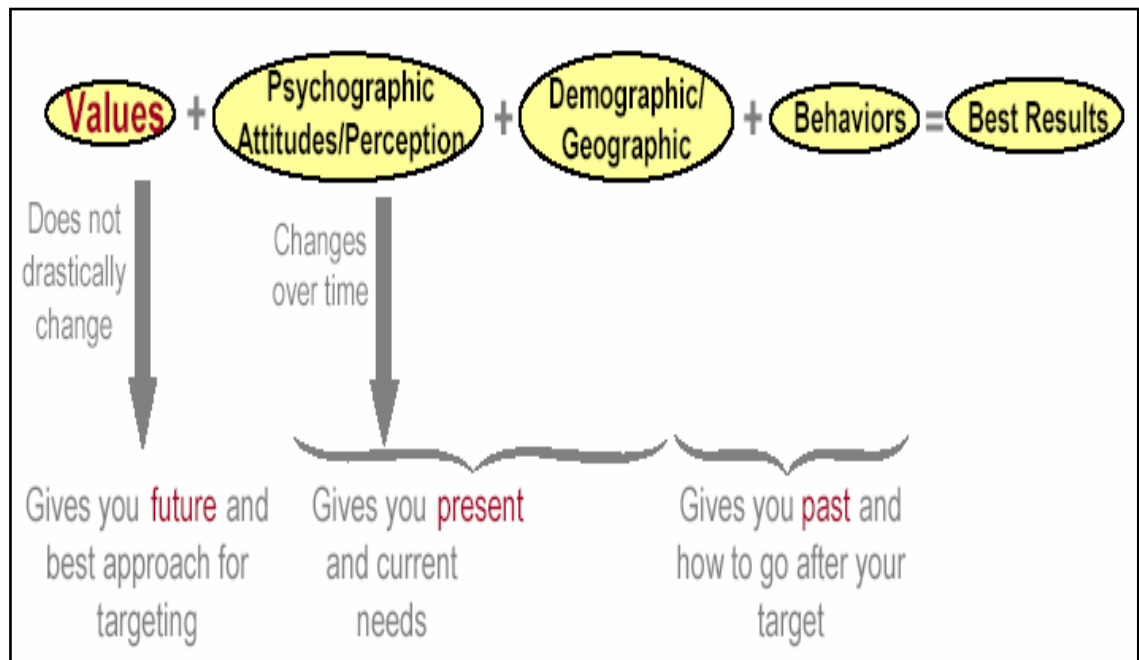 Values + Psychographic Attitudes/Perception + Demographic/ Geographic + Behaviors = Best Results
Does not
drastically
change
Changes
over time
Gives you future and
best approach for
targeting
Gives you present
and current
needs
Gives you past and
how to go after your
target